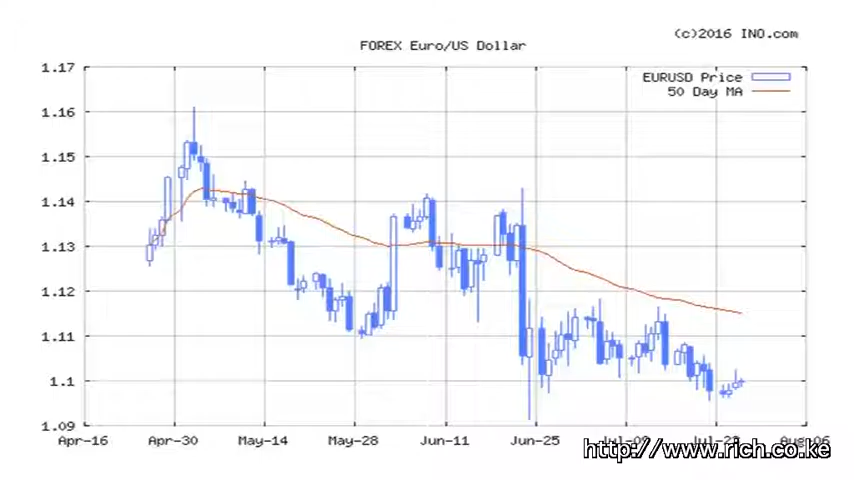 (c)2016 INO.com
FOREX Euro/US Dollar
EURUSD Price
50 Day MA
1.17
1.16
1.15
1.14
1.13
1.12
1.11
1.1
1.09
Apr-16 Apr-30 May-14 May-28 Jun-11 Jun-25
http://www.rich.co.ke